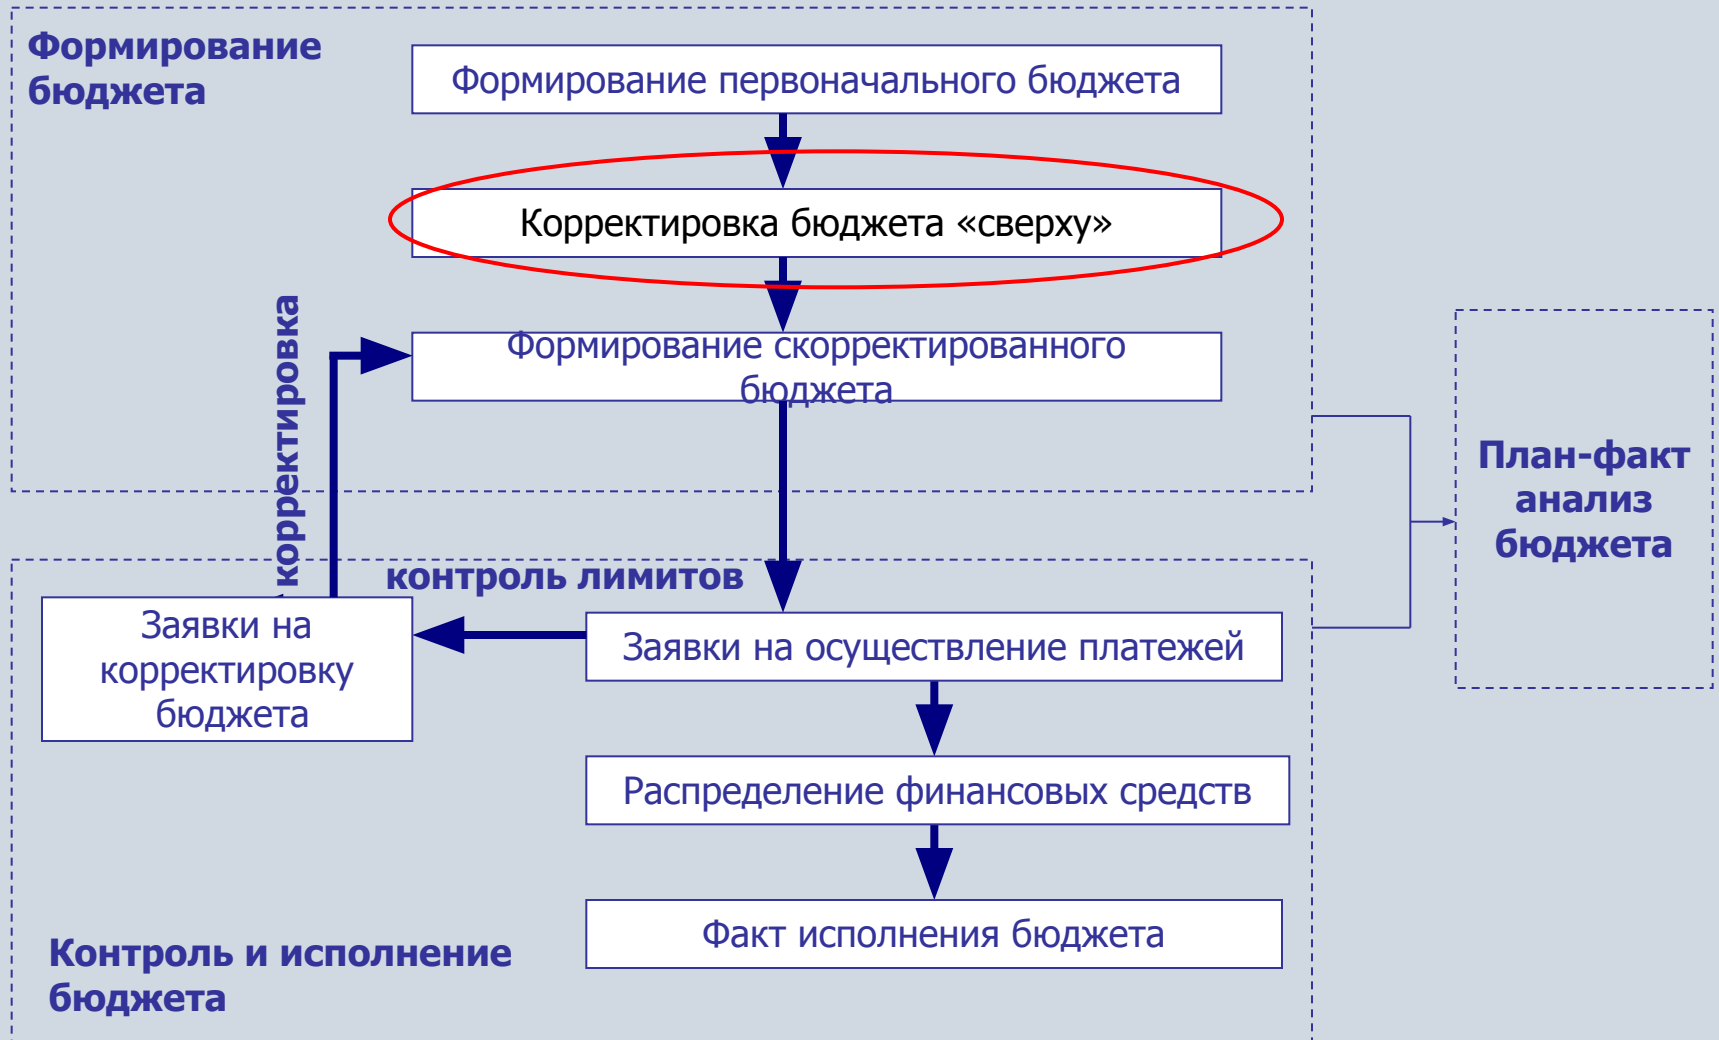 Формирование
бюджета
Формирование первоначального бюджета
Корректировка бюджета «сверху»
Формирование скорректированного
бюджета
корректировка
План-факт
анализ
бюджета
контроль лимитов
Заявки на
корректировку
бюджета
Заявки на осуществление платежей
Распределение финансовых средств
Факт исполнения бюджета
Контроль и исполнение
бюджета